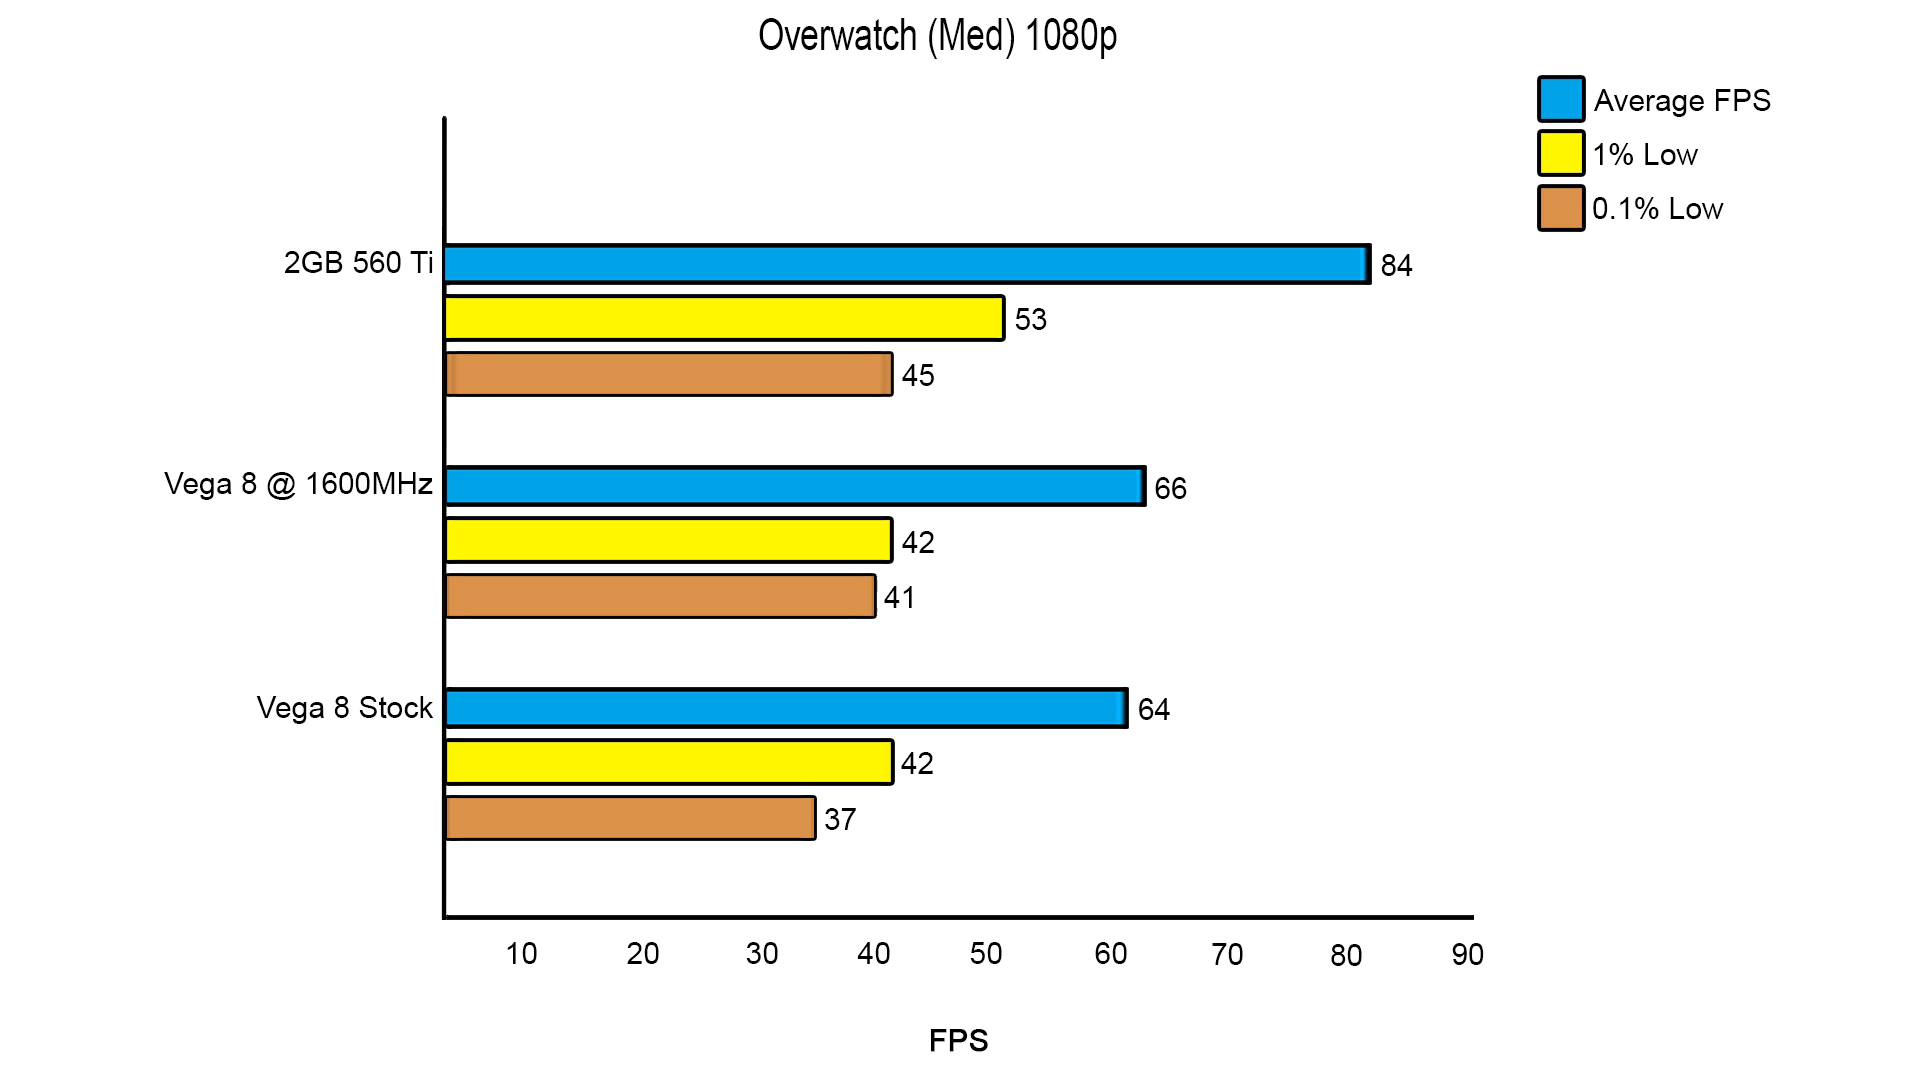 Overwatch (Med) 1080p
Average FPS
1% Low
0.1% Low
2GB 560 Ti
84
53
45
Vega 8 @ 1600MHz
66
42
41
Vega 8 Stock
64
42
37
10 20 30 40 50 60 70 80 90
FPS